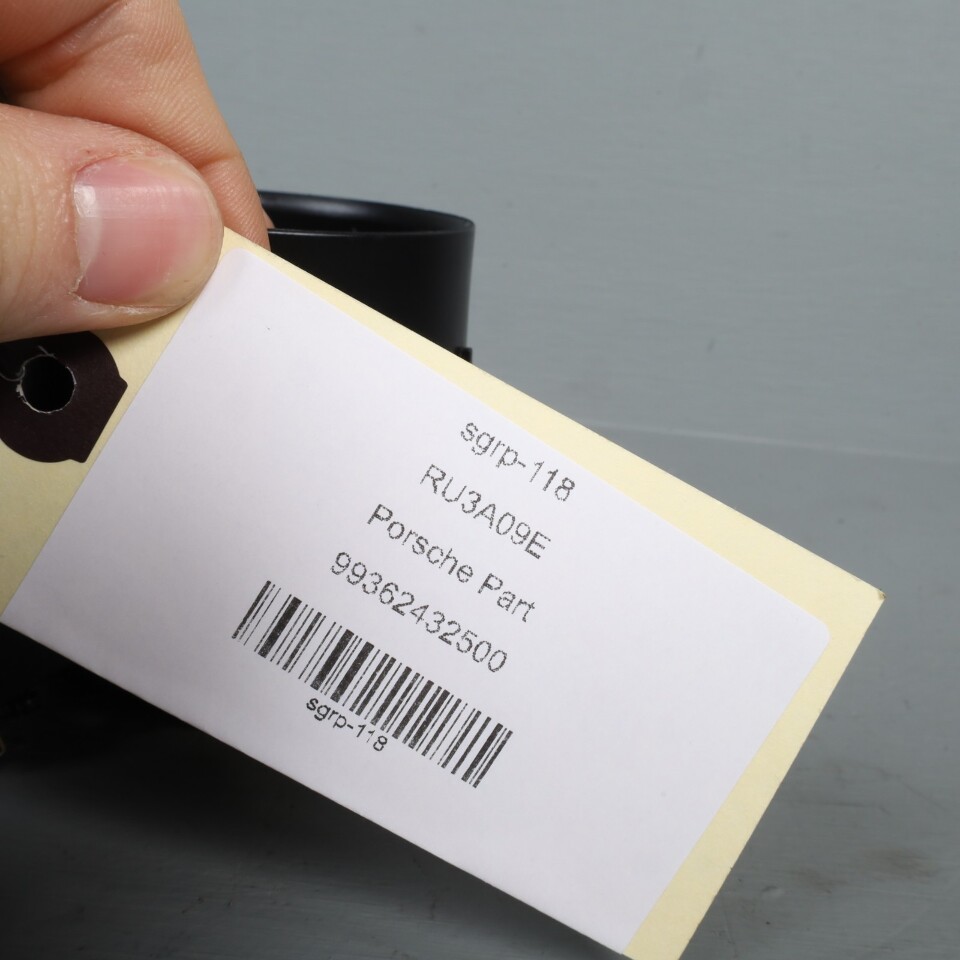 sgrp-118
RU3A09E
Porsche Part
99362432500
sgrp-118